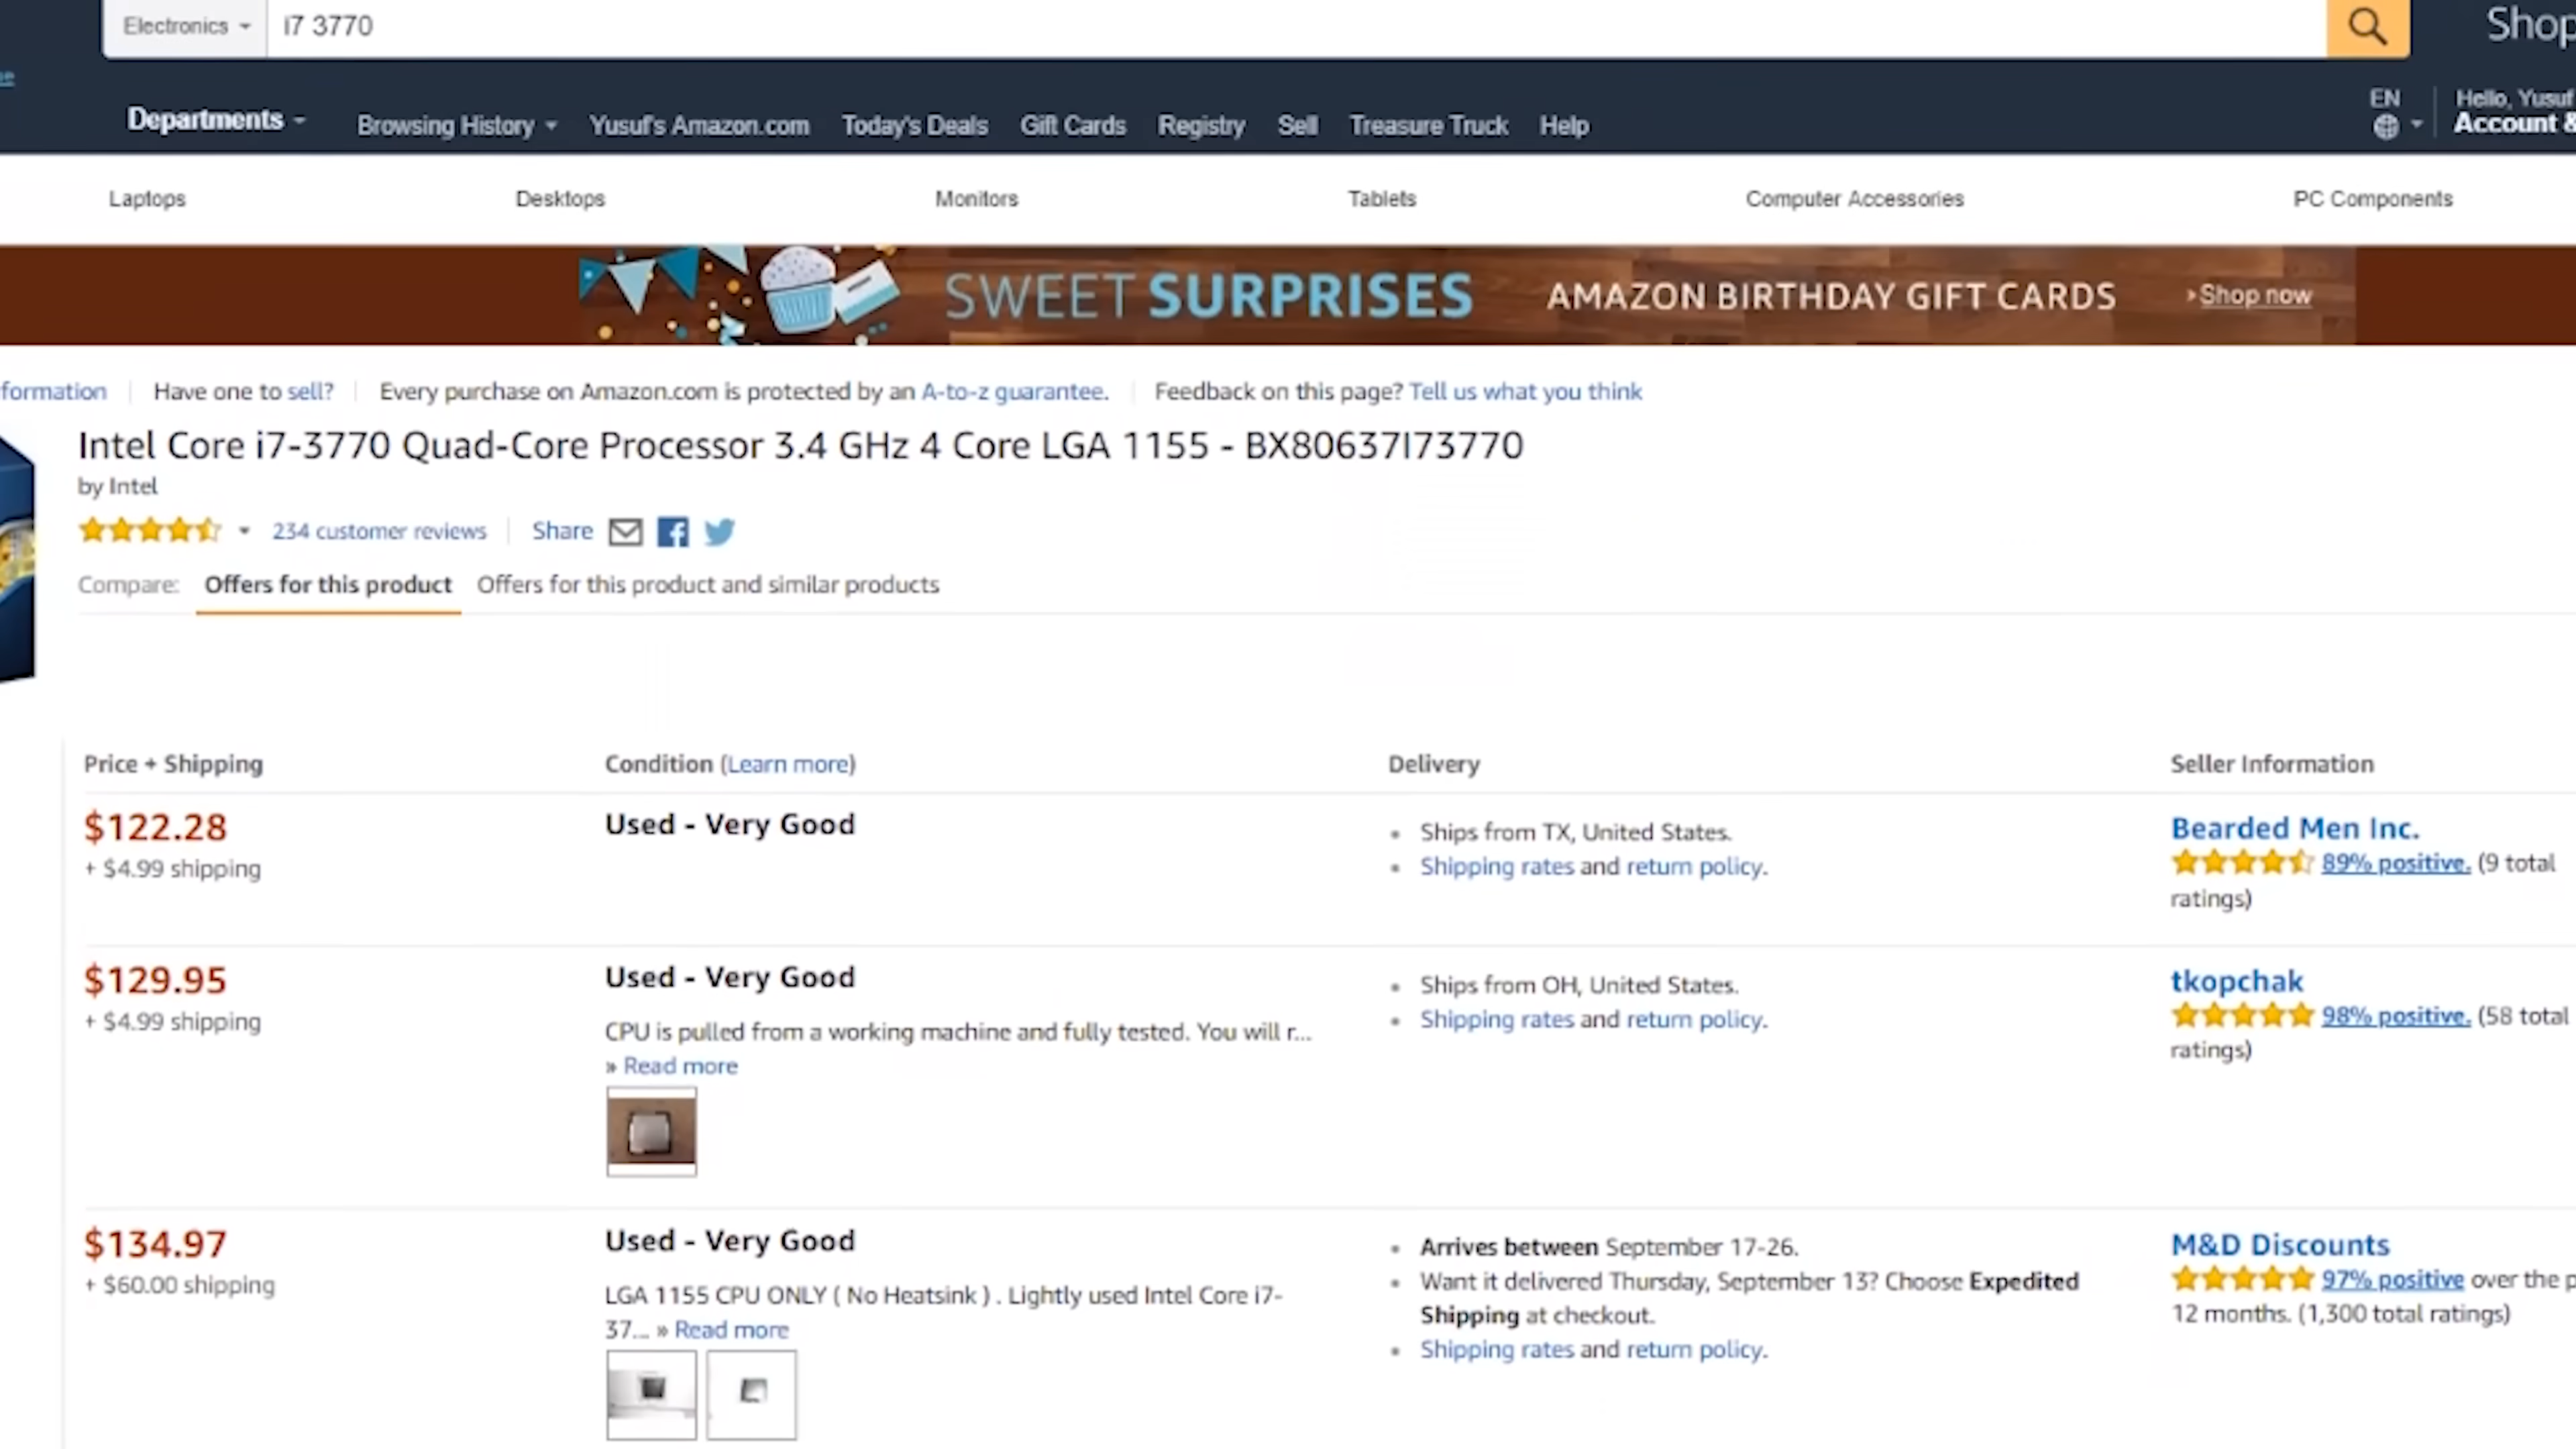 Electronics i7 3770 Shop
Departments Browsing History Yusuf's Amazon.com Today's Deals Gift Cards Registry Sell Treasure Truck Help EN Hello, Yusuf
Account &
Laptops Desktops Monitors Tablets Computer Accessories PC Components
SWEET SURPRISES AMAZON BIRTHDAY GIFT CARDS ›Shop now
formation Have one to sell? Every purchase on Amazon.com is protected by an A-to-z guarantee. Feedback on this page? Tell us what you think
Intel Core i7-3770 Quad-Core Processor 3.4 GHz 4 Core LGA 1155 - BX80637I73770
by Intel
234 customer reviews Share
Compare: Offers for this product Offers for this product and similar products
Price + Shipping Condition (Learn more) Delivery Seller Information
$122.28 Used - Very Good • Ships from TX, United States. Bearded Men Inc.
+ $4.99 shipping • Shipping rates and return policy. 89% positive. (9 total
ratings)
$129.95 Used - Very Good • Ships from OH, United States. tkopchak
+ $4.99 shipping CPU is pulled from a working machine and fully tested. You will r... • Shipping rates and return policy. 98% positive. (58 total
» Read more ratings)
$134.97 Used - Very Good • Arrives between September 17-26. M&D Discounts
+ $60.00 shipping LGA 1155 CPU ONLY ( No Heatsink ) . Lightly used Intel Core i7- • Want it delivered Thursday, September 13? Choose Expedited 97% positive over the p
37... » Read more Shipping at checkout. 12 months. (1,300 total ratings)
• Shipping rates and return policy.